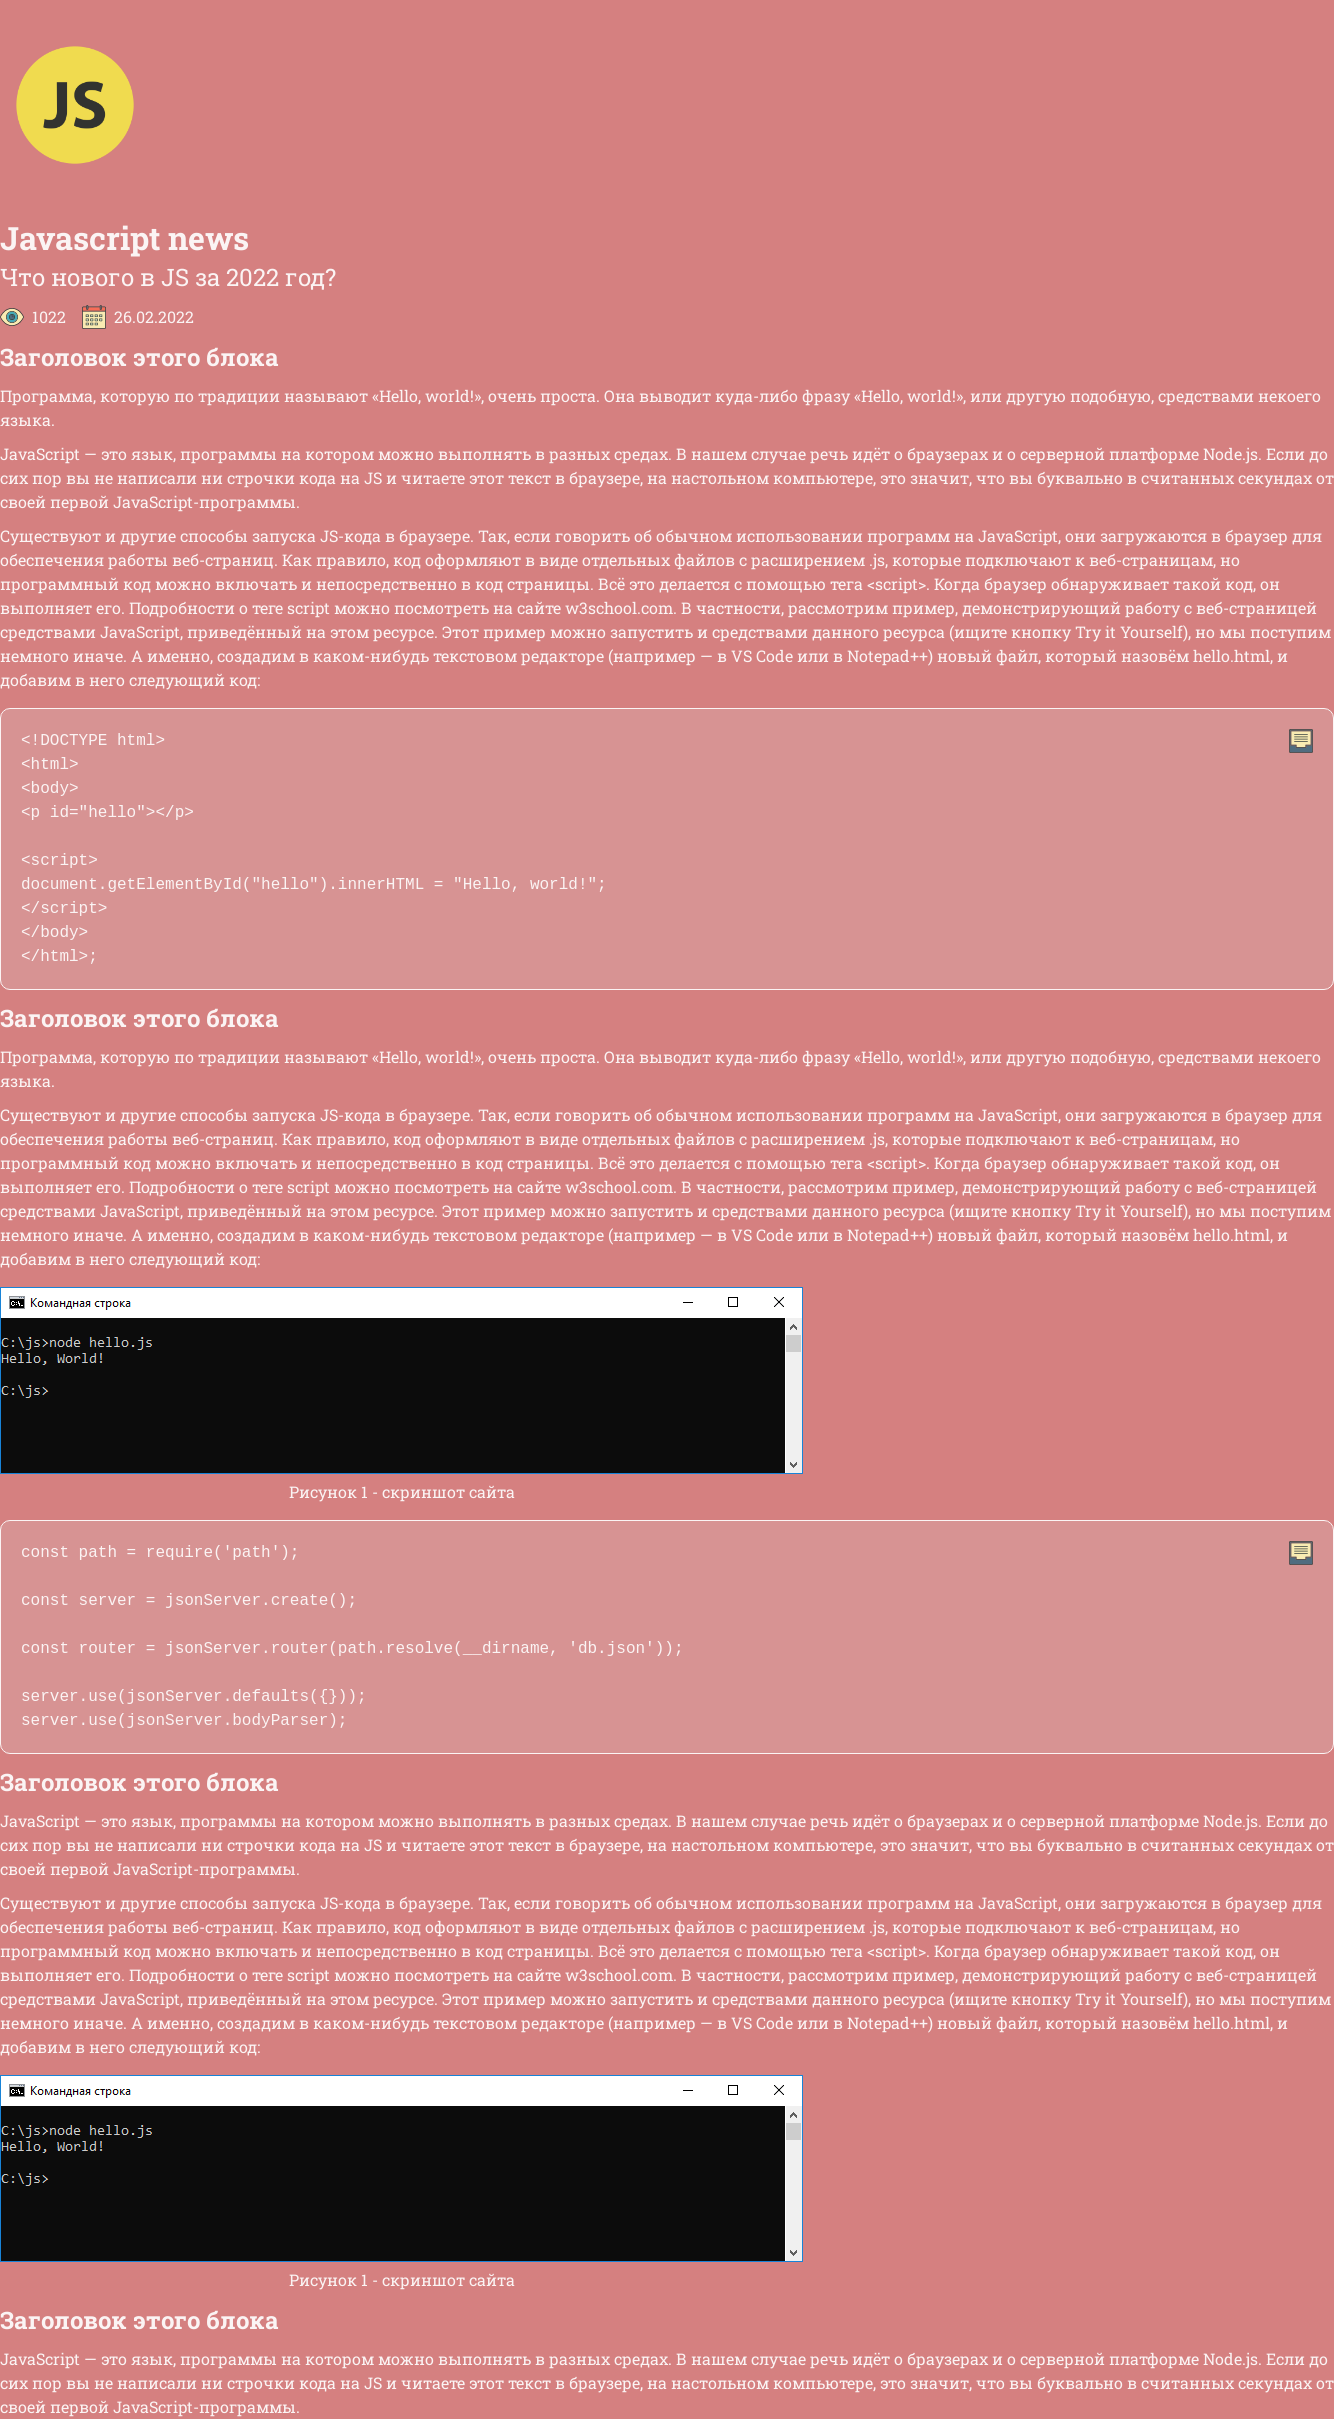 JS
Javascript news
Что нового в JS за 2022 год?
1022 26.02.2022
Заголовок этого блока
Программа, которую по традиции называют «Hello, world!», очень проста. Она выводит куда-либо фразу «Hello, world!», или другую подобную, средствами некоего
языка.
JavaScript — это язык, программы на котором можно выполнять в разных средах. В нашем случае речь идёт о браузерах и о серверной платформе Node.js. Если до
сих пор вы не написали ни строчки кода на JS и читаете этот текст в браузере, на настольном компьютере, это значит, что вы буквально в считанных секундах от
своей первой JavaScript-программы.
Существуют и другие способы запуска JS-кода в браузере. Так, если говорить об обычном использовании программ на JavaScript, они загружаются в браузер для
обеспечения работы веб-страниц. Как правило, код оформляют в виде отдельных файлов с расширением .js, которые подключают к веб-страницам, но
программный код можно включать и непосредственно в код страницы. Всё это делается с помощью тега <script>. Когда браузер обнаруживает такой код, он
выполняет его. Подробности о теге script можно посмотреть на сайте w3school.com. В частности, рассмотрим пример, демонстрирующий работу с веб-страницей
средствами JavaScript, приведённый на этом ресурсе. Этот пример можно запустить и средствами данного ресурса (ищите кнопку Try it Yourself), но мы поступим
немного иначе. А именно, создадим в каком-нибудь текстовом редакторе (например — в VS Code или в Notepad++) новый файл, который назовём hello.html, и
добавим в него следующий код:
<!DOCTYPE html>
<html>
<body>
<p id="hello"></p>
<script>
document.getElementById("hello").innerHTML = "Hello, world!";
</script>
</body>
</html>;
Заголовок этого блока
Программа, которую по традиции называют «Hello, world!», очень проста. Она выводит куда-либо фразу «Hello, world!», или другую подобную, средствами некоего
языка.
Существуют и другие способы запуска JS-кода в браузере. Так, если говорить об обычном использовании программ на JavaScript, они загружаются в браузер для
обеспечения работы веб-страниц. Как правило, код оформляют в виде отдельных файлов с расширением .js, которые подключают к веб-страницам, но
программный код можно включать и непосредственно в код страницы. Всё это делается с помощью тега <script>. Когда браузер обнаруживает такой код, он
выполняет его. Подробности о теге script можно посмотреть на сайте w3school.com. В частности, рассмотрим пример, демонстрирующий работу с веб-страницей
средствами JavaScript, приведённый на этом ресурсе. Этот пример можно запустить и средствами данного ресурса (ищите кнопку Try it Yourself), но мы поступим
немного иначе. А именно, создадим в каком-нибудь текстовом редакторе (например — в VS Code или в Notepad++) новый файл, который назовём hello.html, и
добавим в него следующий код:
C:\. Командная строка
C:\js>node hello.js
Hello, World!
C:\js>
Рисунок 1 - скриншот сайта
const path = require('path');
const server = jsonServer.create();
const router = jsonServer.router(path.resolve(__dirname, 'db.json'));
server.use(jsonServer.defaults({}));
server.use(jsonServer.bodyParser);
Заголовок этого блока
JavaScript — это язык, программы на котором можно выполнять в разных средах. В нашем случае речь идёт о браузерах и о серверной платформе Node.js. Если до
сих пор вы не написали ни строчки кода на JS и читаете этот текст в браузере, на настольном компьютере, это значит, что вы буквально в считанных секундах от
своей первой JavaScript-программы.
Существуют и другие способы запуска JS-кода в браузере. Так, если говорить об обычном использовании программ на JavaScript, они загружаются в браузер для
обеспечения работы веб-страниц. Как правило, код оформляют в виде отдельных файлов с расширением .js, которые подключают к веб-страницам, но
программный код можно включать и непосредственно в код страницы. Всё это делается с помощью тега <script>. Когда браузер обнаруживает такой код, он
выполняет его. Подробности о теге script можно посмотреть на сайте w3school.com. В частности, рассмотрим пример, демонстрирующий работу с веб-страницей
средствами JavaScript, приведённый на этом ресурсе. Этот пример можно запустить и средствами данного ресурса (ищите кнопку Try it Yourself), но мы поступим
немного иначе. А именно, создадим в каком-нибудь текстовом редакторе (например — в VS Code или в Notepad++) новый файл, который назовём hello.html, и
добавим в него следующий код:
C:\. Командная строка
C:\js>node hello.js
Hello, World!
C:\js>
Рисунок 1 - скриншот сайта
Заголовок этого блока
JavaScript — это язык, программы на котором можно выполнять в разных средах. В нашем случае речь идёт о браузерах и о серверной платформе Node.js. Если до
сих пор вы не написали ни строчки кода на JS и читаете этот текст в браузере, на настольном компьютере, это значит, что вы буквально в считанных секундах от
своей первой JavaScript-программы.